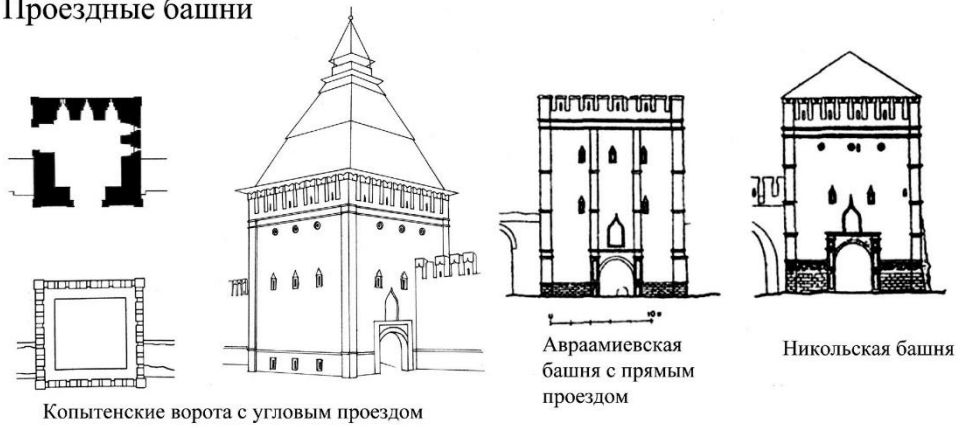 Проездные башни
Копытенские ворота с угловым проездом
Авраамиевская
башня с прямым
проездом
Никольская башня